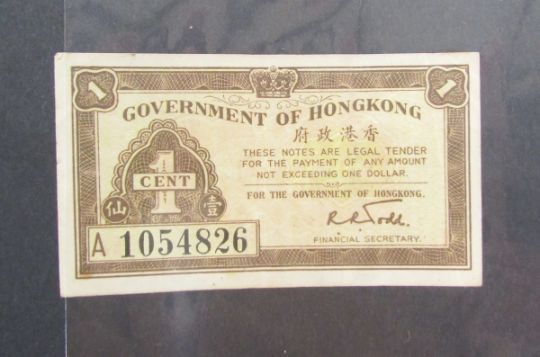 1 1
GOVERNMENT OF HONGKONG
府政港香
THESE NOTES ARE LEGAL TENDER
FOR THE PAYMENT OF ANY AMOUNT
NOT EXCEEDING ONE DOLLAR.
FOR THE GOVERNMENT OF HONGKONG.
1
CENT
仙 壹
R. R. Todd
FINANCIAL SECRETARY.
A 1054826